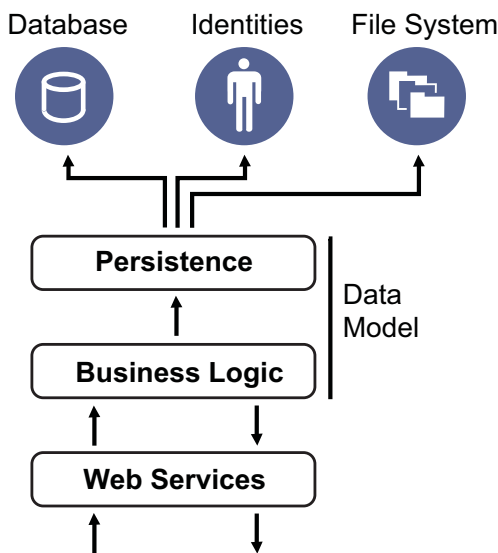 Database
Identities
File System
Persistence
Data
Model
Business Logic
Web Services